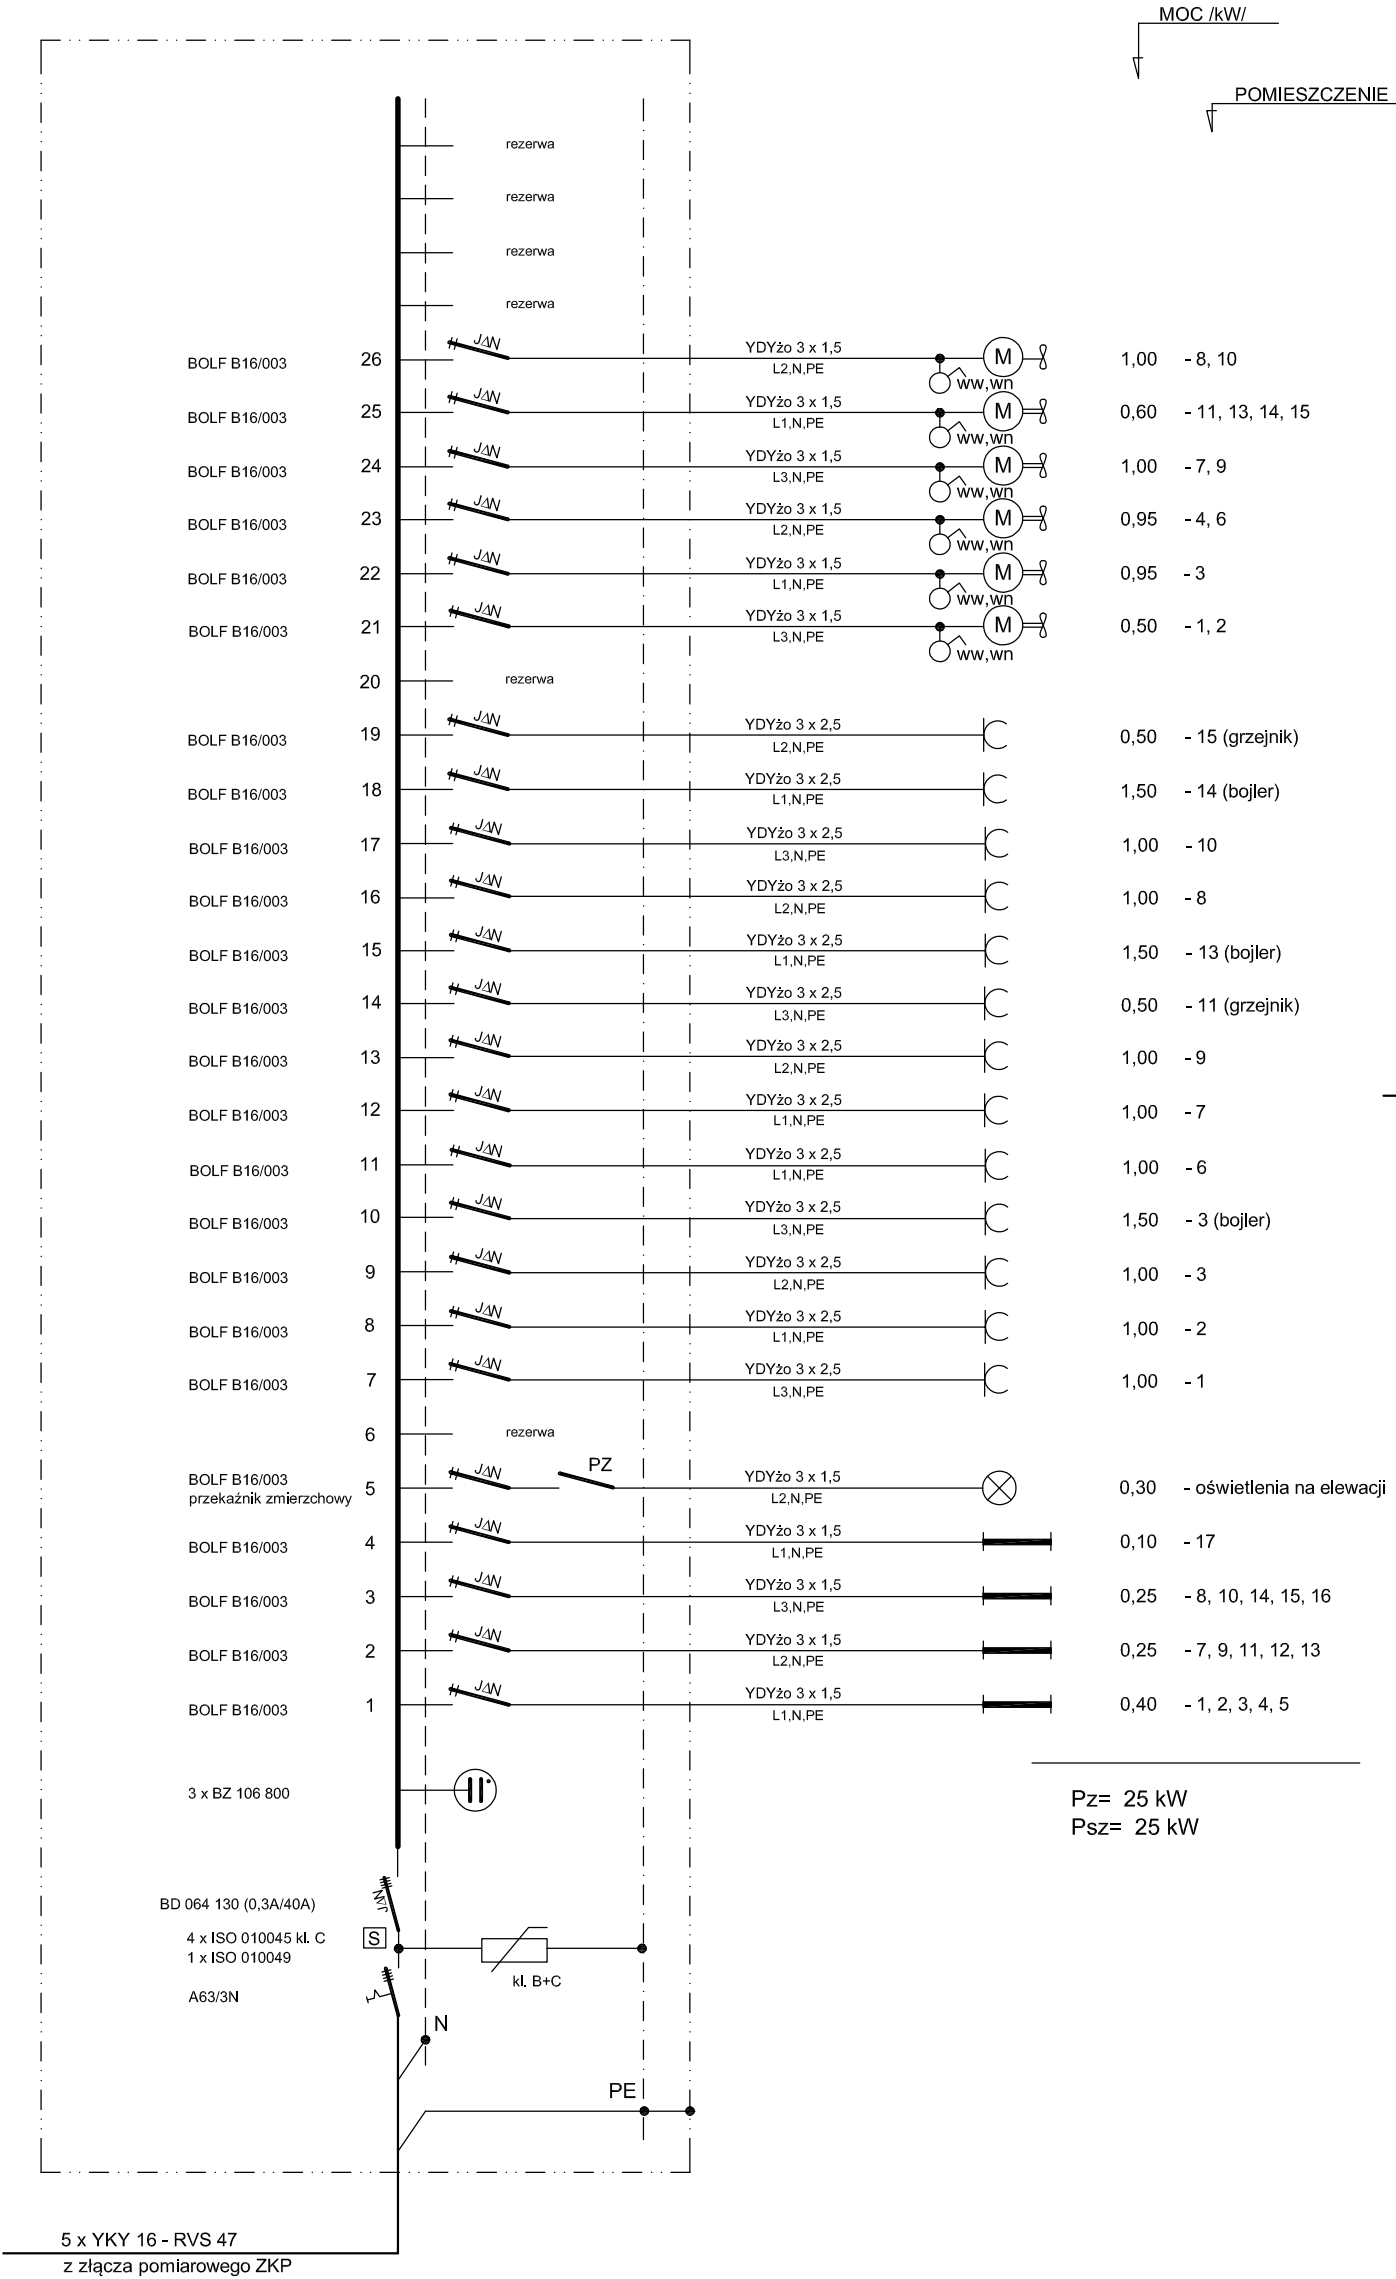 MOC /kW/
POMIESZCZENIE
rezerwa
rezerwa
rezerwa
rezerwa
BOLF B16/003 26 J∆N YDYżo 3 x 1,5 M 1,00 - 8, 10
L2,N,PE
ww,wn
BOLF B16/003 25 J∆N YDYżo 3 x 1,5 M 0,60 - 11, 13, 14, 15
L1,N,PE
ww,wn
BOLF B16/003 24 J∆N YDYżo 3 x 1,5 M 1,00 - 7, 9
L3,N,PE
ww,wn
BOLF B16/003 23 J∆N YDYżo 3 x 1,5 M 0,95 - 4, 6
L2,N,PE
ww,wn
BOLF B16/003 22 J∆N YDYżo 3 x 1,5 M 0,95 - 3
L1,N,PE
ww,wn
BOLF B16/003 21 J∆N YDYżo 3 x 1,5 M 0,50 - 1, 2
L3,N,PE
ww,wn
20 rezerwa
BOLF B16/003 19 J∆N YDYżo 3 x 2,5 0,50 - 15 (grzejnik)
L2,N,PE
BOLF B16/003 18 J∆N YDYżo 3 x 2,5 1,50 - 14 (bojler)
L1,N,PE
BOLF B16/003 17 J∆N YDYżo 3 x 2,5 1,00 - 10
L3,N,PE
BOLF B16/003 16 J∆N YDYżo 3 x 2,5 1,00 - 8
L2,N,PE
BOLF B16/003 15 J∆N YDYżo 3 x 2,5 1,50 - 13 (bojler)
L1,N,PE
BOLF B16/003 14 J∆N YDYżo 3 x 2,5 0,50 - 11 (grzejnik)
L3,N,PE
BOLF B16/003 13 J∆N YDYżo 3 x 2,5 1,00 - 9
L2,N,PE
BOLF B16/003 12 J∆N YDYżo 3 x 2,5 1,00 - 7
L1,N,PE
BOLF B16/003 11 J∆N YDYżo 3 x 2,5 1,00 - 6
L1,N,PE
BOLF B16/003 10 J∆N YDYżo 3 x 2,5 1,50 - 3 (bojler)
L3,N,PE
BOLF B16/003 9 J∆N YDYżo 3 x 2,5 1,00 - 3
L2,N,PE
BOLF B16/003 8 J∆N YDYżo 3 x 2,5 1,00 - 2
L1,N,PE
BOLF B16/003 7 J∆N YDYżo 3 x 2,5 1,00 - 1
L3,N,PE
6 rezerwa
BOLF B16/003 5 J∆N PZ YDYżo 3 x 1,5 0,30 - oświetlenia na elewacji
przekaźnik zmierzchowy L2,N,PE
BOLF B16/003 4 J∆N YDYżo 3 x 1,5 0,10 - 17
L1,N,PE
BOLF B16/003 3 J∆N YDYżo 3 x 1,5 0,25 - 8, 10, 14, 15, 16
L3,N,PE
BOLF B16/003 2 J∆N YDYżo 3 x 1,5 0,25 - 7, 9, 11, 12, 13
L2,N,PE
BOLF B16/003 1 J∆N YDYżo 3 x 1,5 0,40 - 1, 2, 3, 4, 5
L1,N,PE
3 x BZ 106 800
Pz= 25 kW
Psz= 25 kW
BD 064 130 (0,3A/40A) J∆N
4 x ISO 010045 kl. C S
1 x ISO 010049
kl. B+C
A63/3N
N
PE
5 x YKY 16 - RVS 47
z złącza pomiarowego ZKP